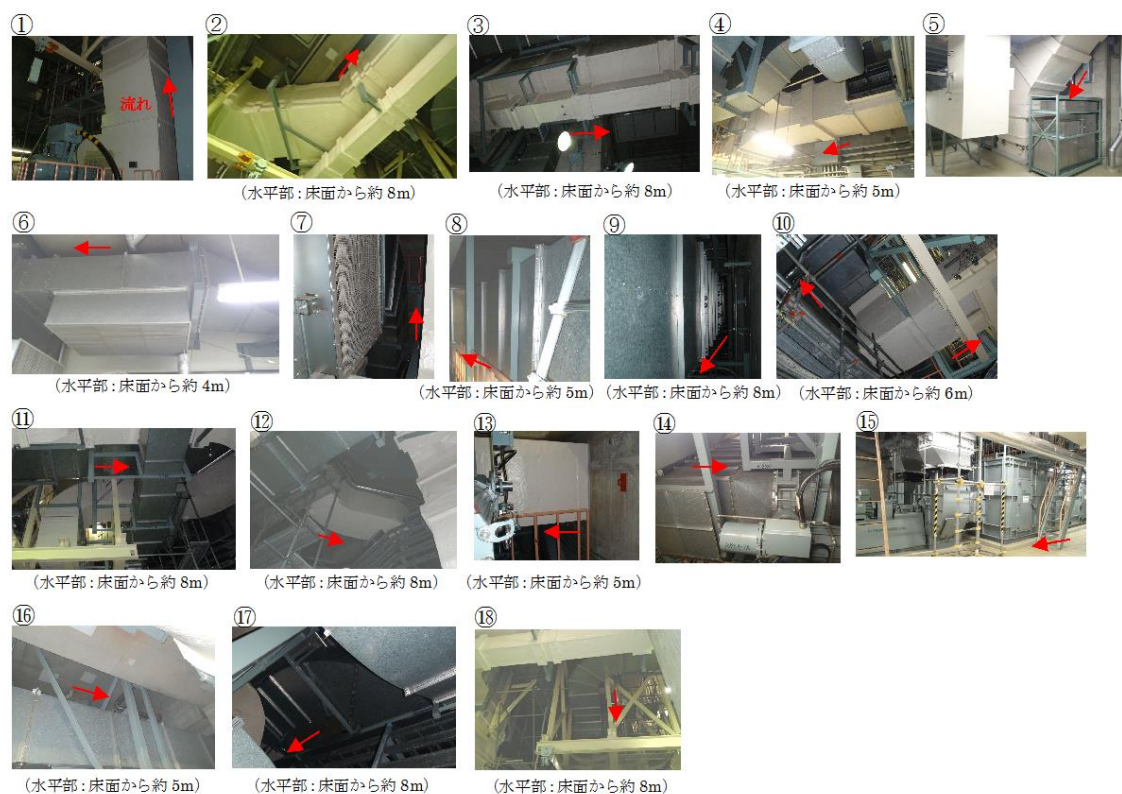 ① ② ③ ④ ⑤
流れ
(水平部:床面から約 8m) (水平部:床面から約 8m) (水平部:床面から約 5m)
⑥ ⑦ ⑧ ⑨ ⑩
(水平部:床面から約 4m) (水平部:床面から約 5m) (水平部:床面から約 8m) (水平部:床面から約 6m)
⑪ ⑫ ⑬ ⑭ ⑮
(水平部:床面から約 8m) (水平部:床面から約 8m) (水平部:床面から約 5m)
⑯ ⑰ ⑱
(水平部:床面から約 5m) (水平部:床面から約 8m) (水平部:床面から約 8m)